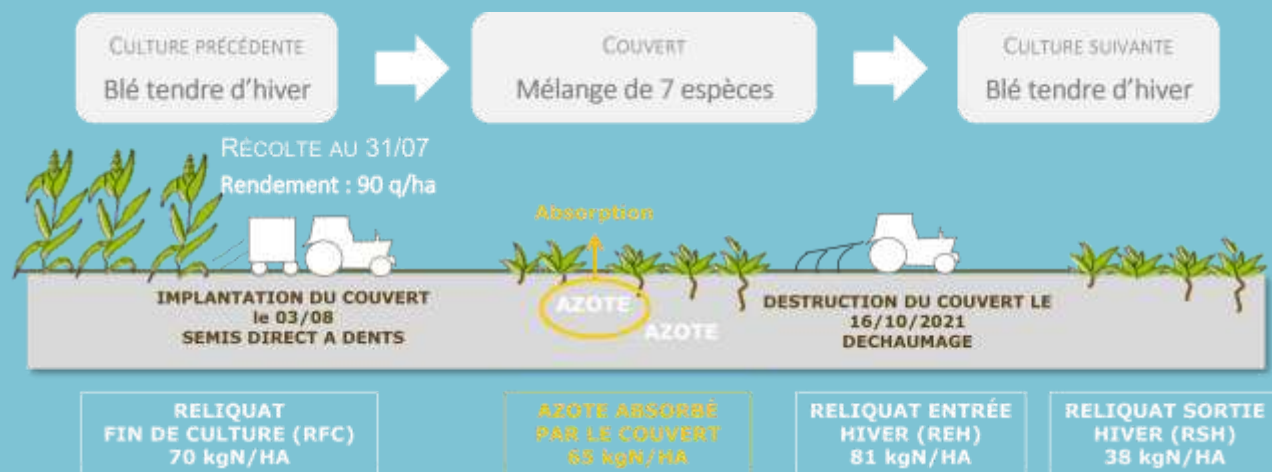 CULTURE PRÉCÉDENTE
Blé tendre d'hiver
COUVERT
Mélange de 7 espèces
CULTURE SUIVANTE
Blé tendre d'hiver
RÉCOLTE AU 31/07
Rendement : 90 q/ha
Absorption
IMPLANTATION DU COUVERT
le 03/08
SEMIS DIRECT A DENTS
AZOTE
AZOTE
DESTRUCTION DU COUVERT LE
16/10/2021
DECHAUMAGE
RELIQUAT
FIN DE CULTURE (RFC)
70 kgN/HA
AZOTE ABSORBÉ
PAR LE COUVERT
65 kgN/HA
RELIQUAT ENTRÉE
HIVER (REH)
81 kgN/HA
RELIQUAT SORTIE
HIVER (RSH)
38 kgN/HA